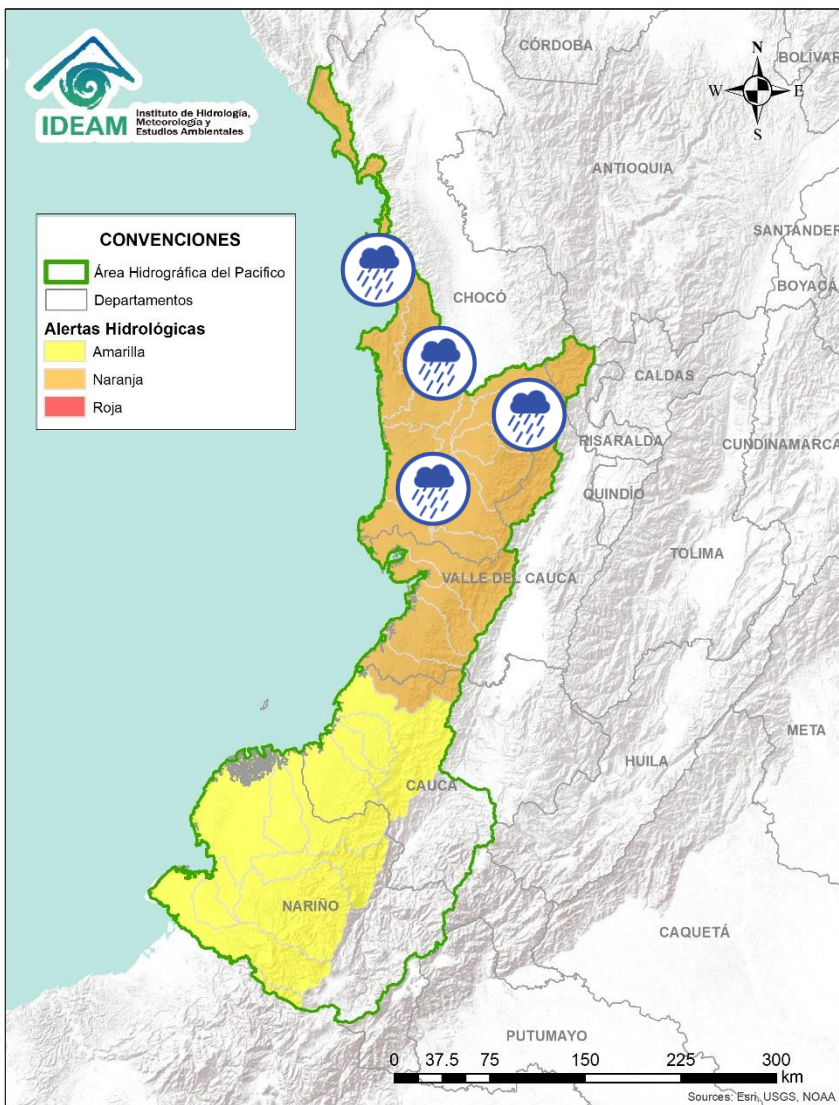 IDEAM
Instituto de Hidrología,
Meteorología y
Estudios Ambientales
CONVENCIONES
Área Hidrográfica del Pacifico
Departamentos
Alertas Hidrológicas
Amarilla
Naranja
Roja
N
W
E
S
CÓRDOBA
BOLÍVAR
ANTIOQUIA
SANTANDER
BOYACÁ
CHOCÓ
CALDAS
RISARALDA
CUNDINAMARCA
QUINDÍO
TOLIMA
VALLE DEL CAUCA
META
HUILA
CAUCA
NARIÑO
CAQUETÁ
PUTUMAYO
0 37.5 75 150 225 300
km
Sources: Esri, USGS, NOAA